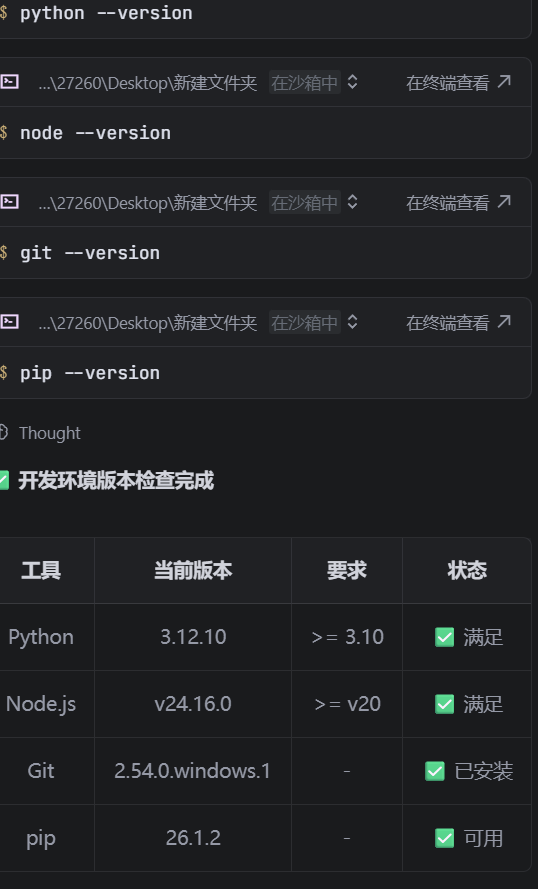 $ python --version
...\27260\Desktop\新建文件夹 在沙箱中 在终端查看
$ node --version
...\27260\Desktop\新建文件夹 在沙箱中 在终端查看
$ git --version
...\27260\Desktop\新建文件夹 在沙箱中 在终端查看
$ pip --version
Thought
✅ 开发环境版本检查完成
工具 当前版本 要求 状态
Python 3.12.10 >= 3.10 ✅ 满足
Node.js v24.16.0 >= v20 ✅ 满足
Git 2.54.0.windows.1 - ✅ 已安装
pip 26.1.2 - ✅ 可用